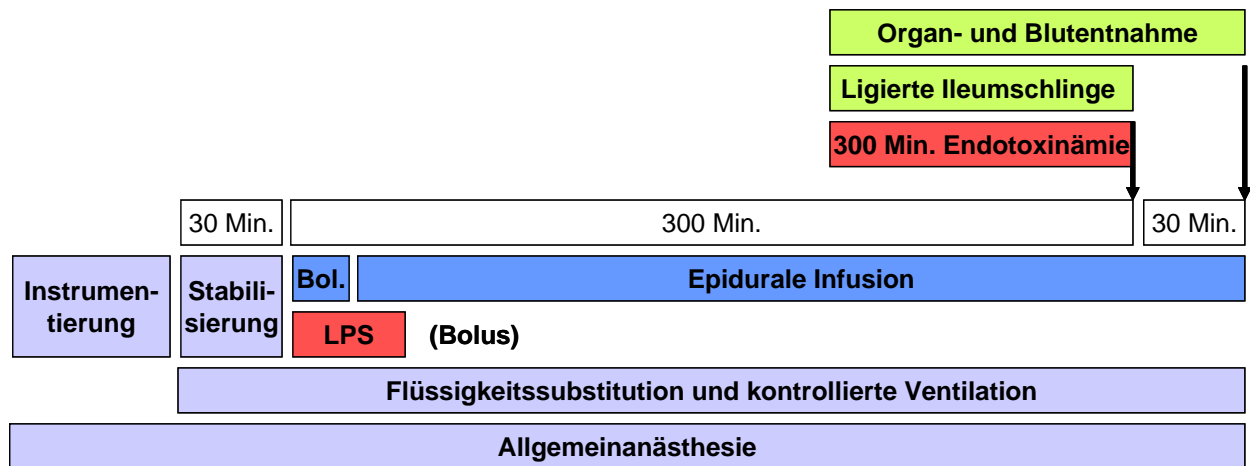 Organ- und Blutentnahme
Ligierte Ileumschlinge
300 Min. Endotoxinämie
30 Min.
300 Min.
30 Min.
Instrumen-
tierung
Stabili-
sierung
Bol.
Epidurale Infusion
LPS
(Bolus)
Flüssigkeitssubstitution und kontrollierte Ventilation
Allgemeinanästhesie